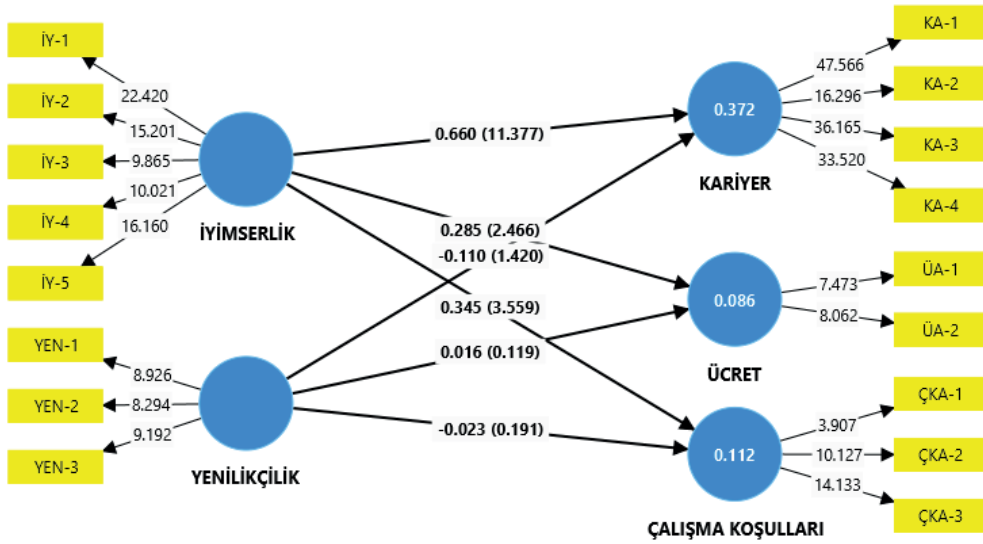 İY-1
22.420
İY-2
15.201
İY-3
9.865
İY-4
10.021
İY-5
16.160
İYİMSERLİK
YEN-1
8.926
YEN-2
8.294
YEN-3
9.192
YENİLİKÇİLİK
0.660 (11.377)
0.285 (2.466)
-0.110 (1.420)
0.345 (3.559)
0.016 (0.119)
-0.023 (0.191)
0.372
KARİYER
47.566
KA-1
16.296
KA-2
36.165
KA-3
33.520
KA-4
0.086
ÜCRET
7.473
ÜA-1
8.062
ÜA-2
0.112
ÇALIŞMA KOŞULLARI
3.907
ÇKA-1
10.127
ÇKA-2
14.133
ÇKA-3